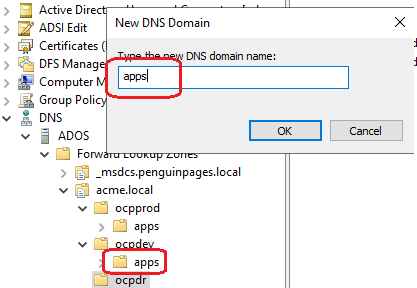 Active Directory
ADSI Edit
Certificates (
DFS Manage
Computer M
Group Policy
DNS
ADOS
Forward Lookup Zones
_msdcs.penguinpages.local
acme.local
ocpprod
apps
ocpdev
apps
ocpdr
New DNS Domain
Type the new DNS domain name:
apps
OK
Cancel